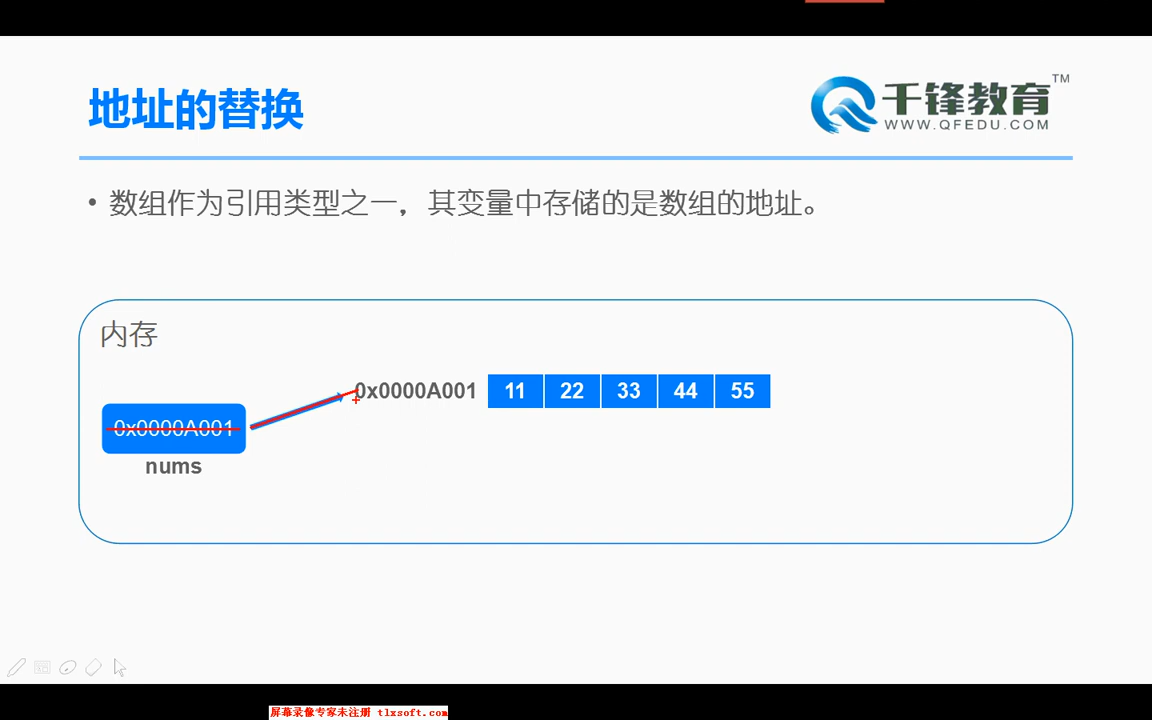 地址的替换
千锋教育TM
WWW.QFEDU.COM
• 数组作为引用类型之一，其变量中存储的是数组的地址。
内存
0x0000A001 11 22 33 44 55
0x0000A001
nums
屏幕录像专家未注册 tlxsoft.com